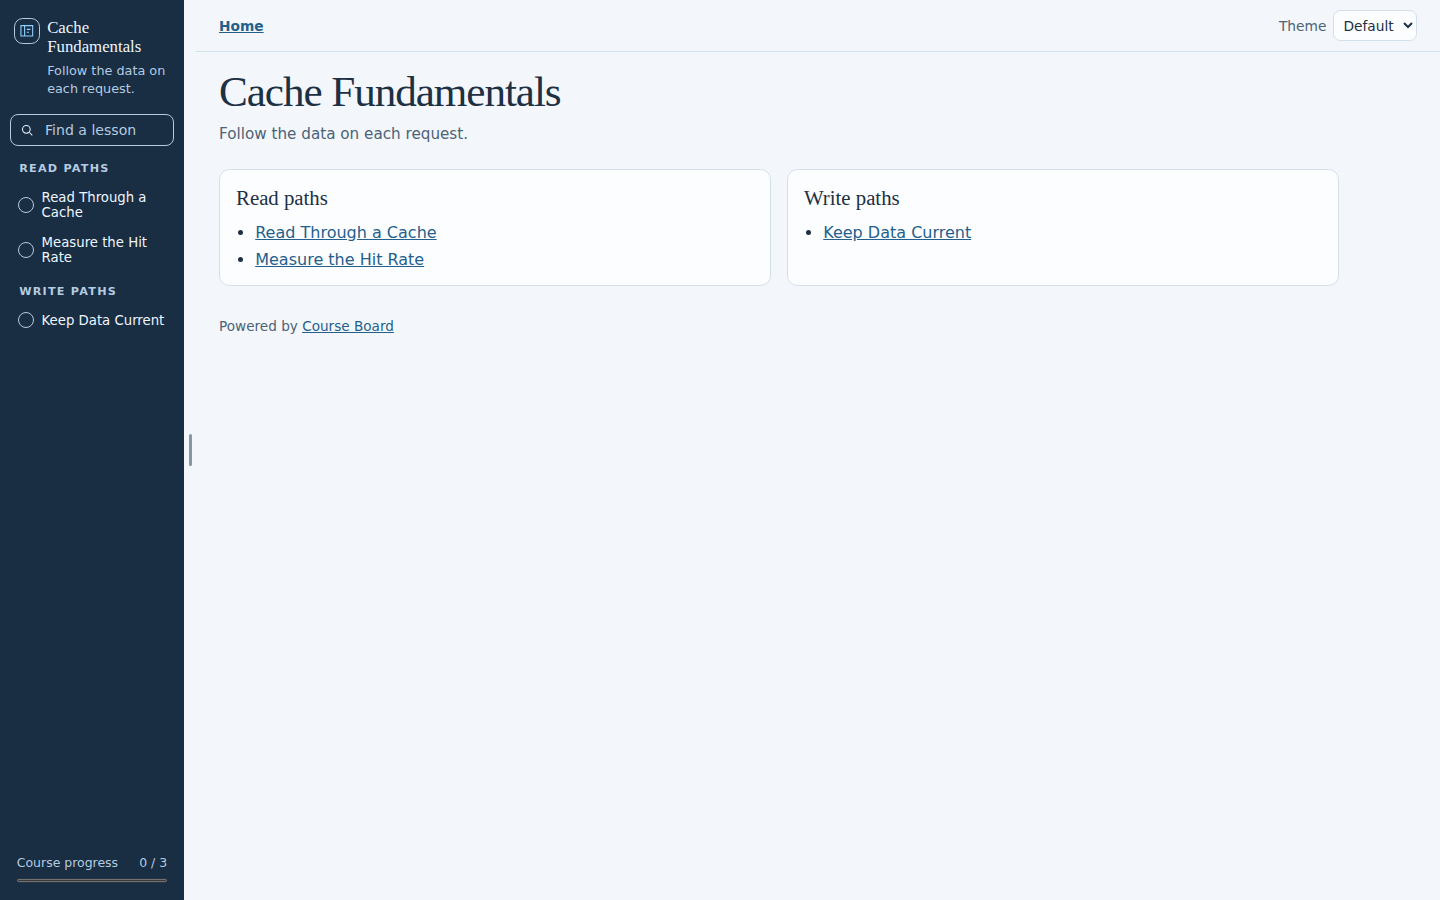 Cache
Fundamentals
Follow the data on
each request.
Find a lesson
READ PATHS
Read Through a
Cache
Measure the Hit
Rate
WRITE PATHS
Keep Data Current
Course progress 0 / 3
Home
Theme Default
Cache Fundamentals
Follow the data on each request.
Read paths
Read Through a Cache
Measure the Hit Rate
Write paths
Keep Data Current
Powered by Course Board